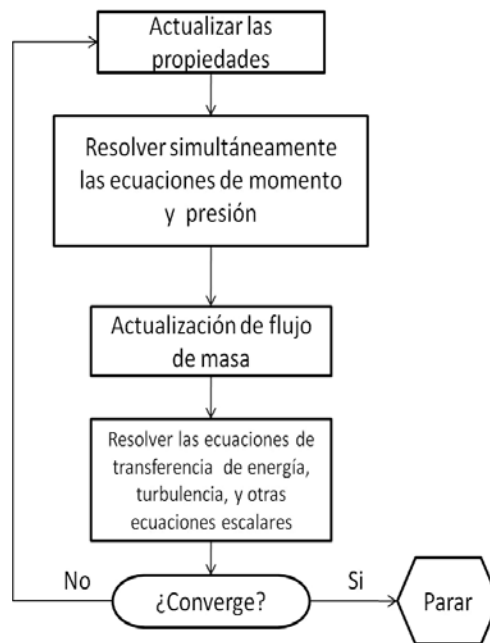 Actualizar las
propiedades
Resolver simultáneamente
las ecuaciones de momento
y presión
Actualización de flujo
de masa
Resolver las ecuaciones de
transferencia de energía,
turbulencia, y otras
ecuaciones escalares
No
¿Converge?
Si
Parar